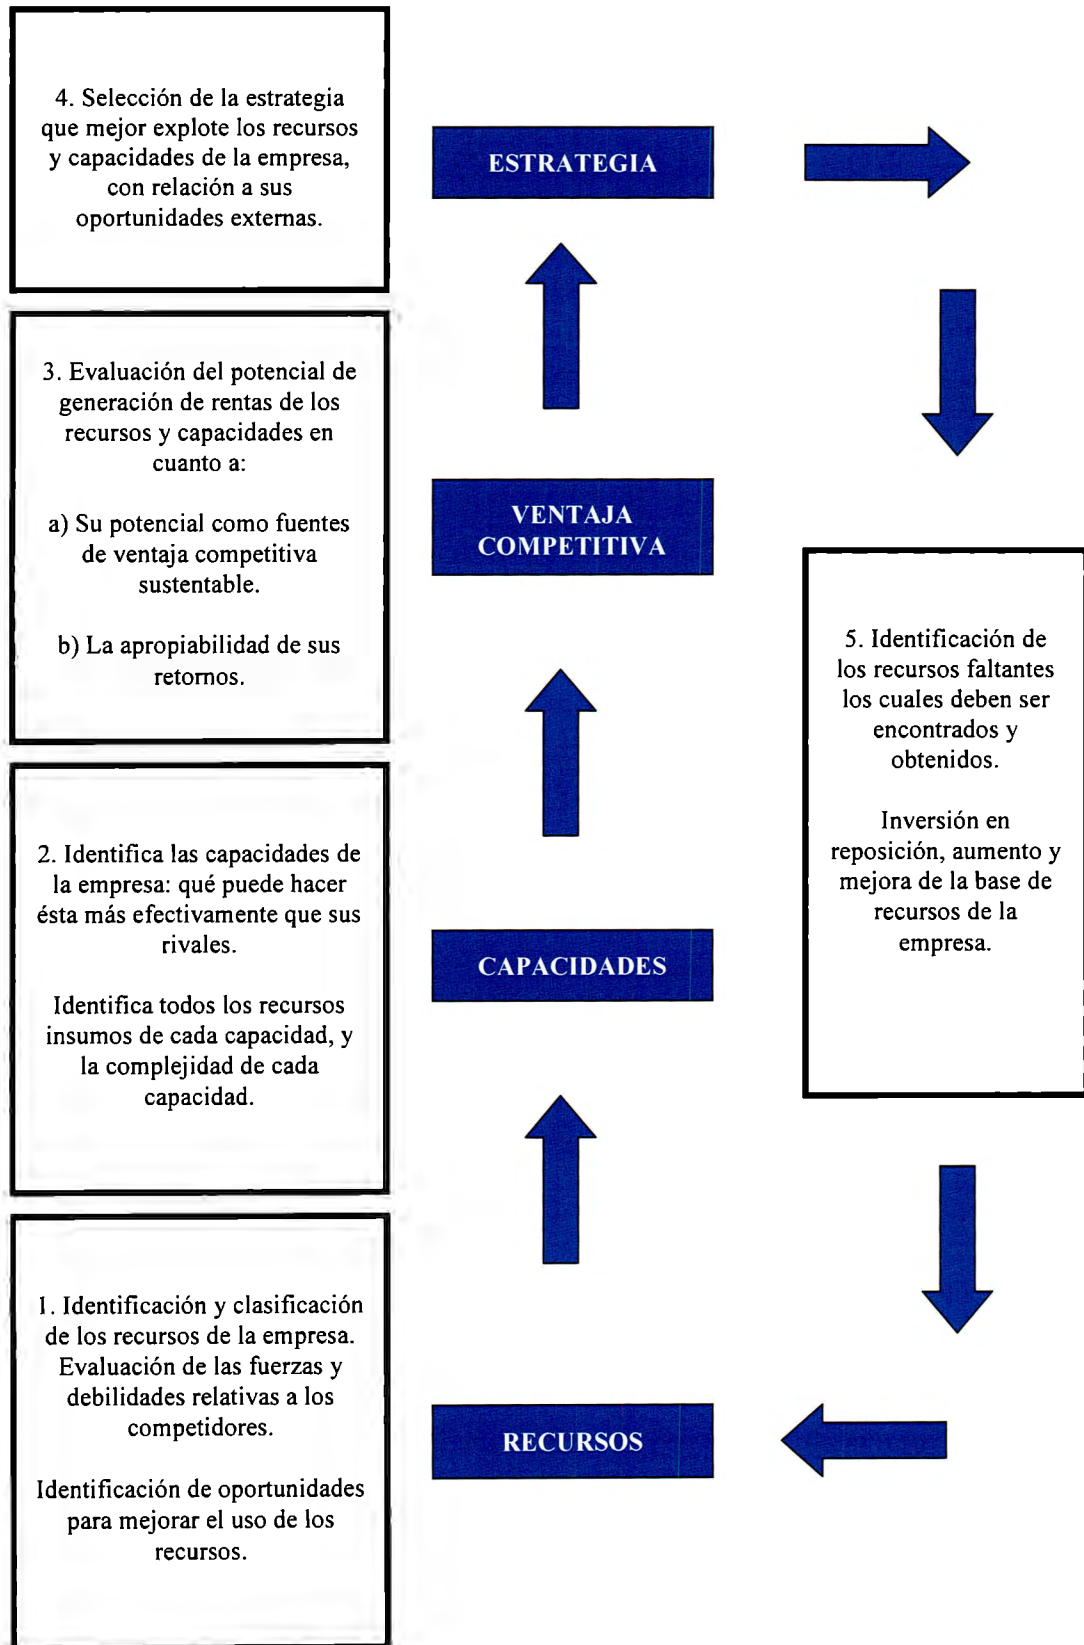 4. Selección de la estrategia
que mejor explote los recursos
y capacidades de la empresa,
con relación a sus
oportunidades externas.
ESTRATEGIA
3. Evaluación del potencial de
generación de rentas de los
recursos y capacidades en
cuanto a:
a) Su potencial como fuentes
de ventaja competitiva
sustentable.
b) La apropiabilidad de sus
retornos.
VENTAJA
COMPETITIVA
5. Identificación de
los recursos faltantes
los cuales deben ser
encontrados y
obtenidos.
Inversión en
reposición, aumento y
mejora de la base de
recursos de la
empresa.
2. Identifica las capacidades de
la empresa: qué puede hacer
ésta más efectivamente que sus
rivales.
Identifica todos los recursos
insumos de cada capacidad, y
la complejidad de cada
capacidad.
CAPACIDADES
1. Identificación y clasificación
de los recursos de la empresa.
Evaluación de las fuerzas y
debilidades relativas a los
competidores.
Identificación de oportunidades
para mejorar el uso de los
recursos.
RECURSOS